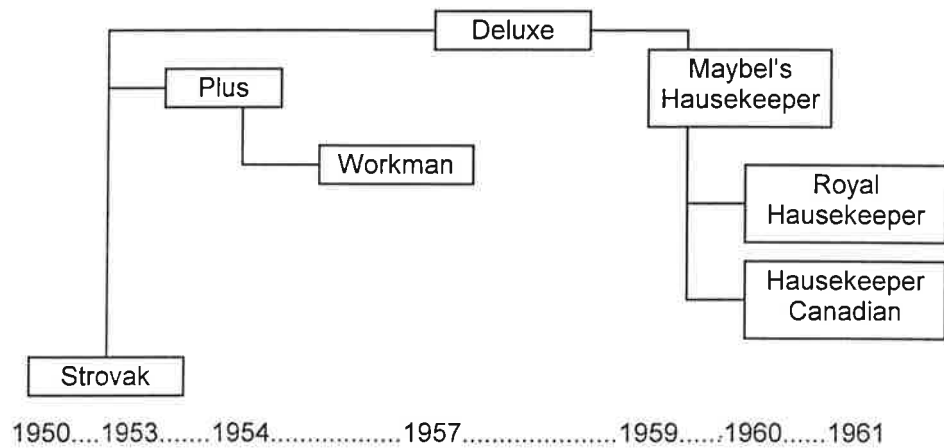 Deluxe
Maybel's
Hausekeeper
Plus
Workman
Royal
Hausekeeper
Hausekeeper
Canadian
Strovak
1950....1953.......1954..................1957......................1959.......1960.......1961